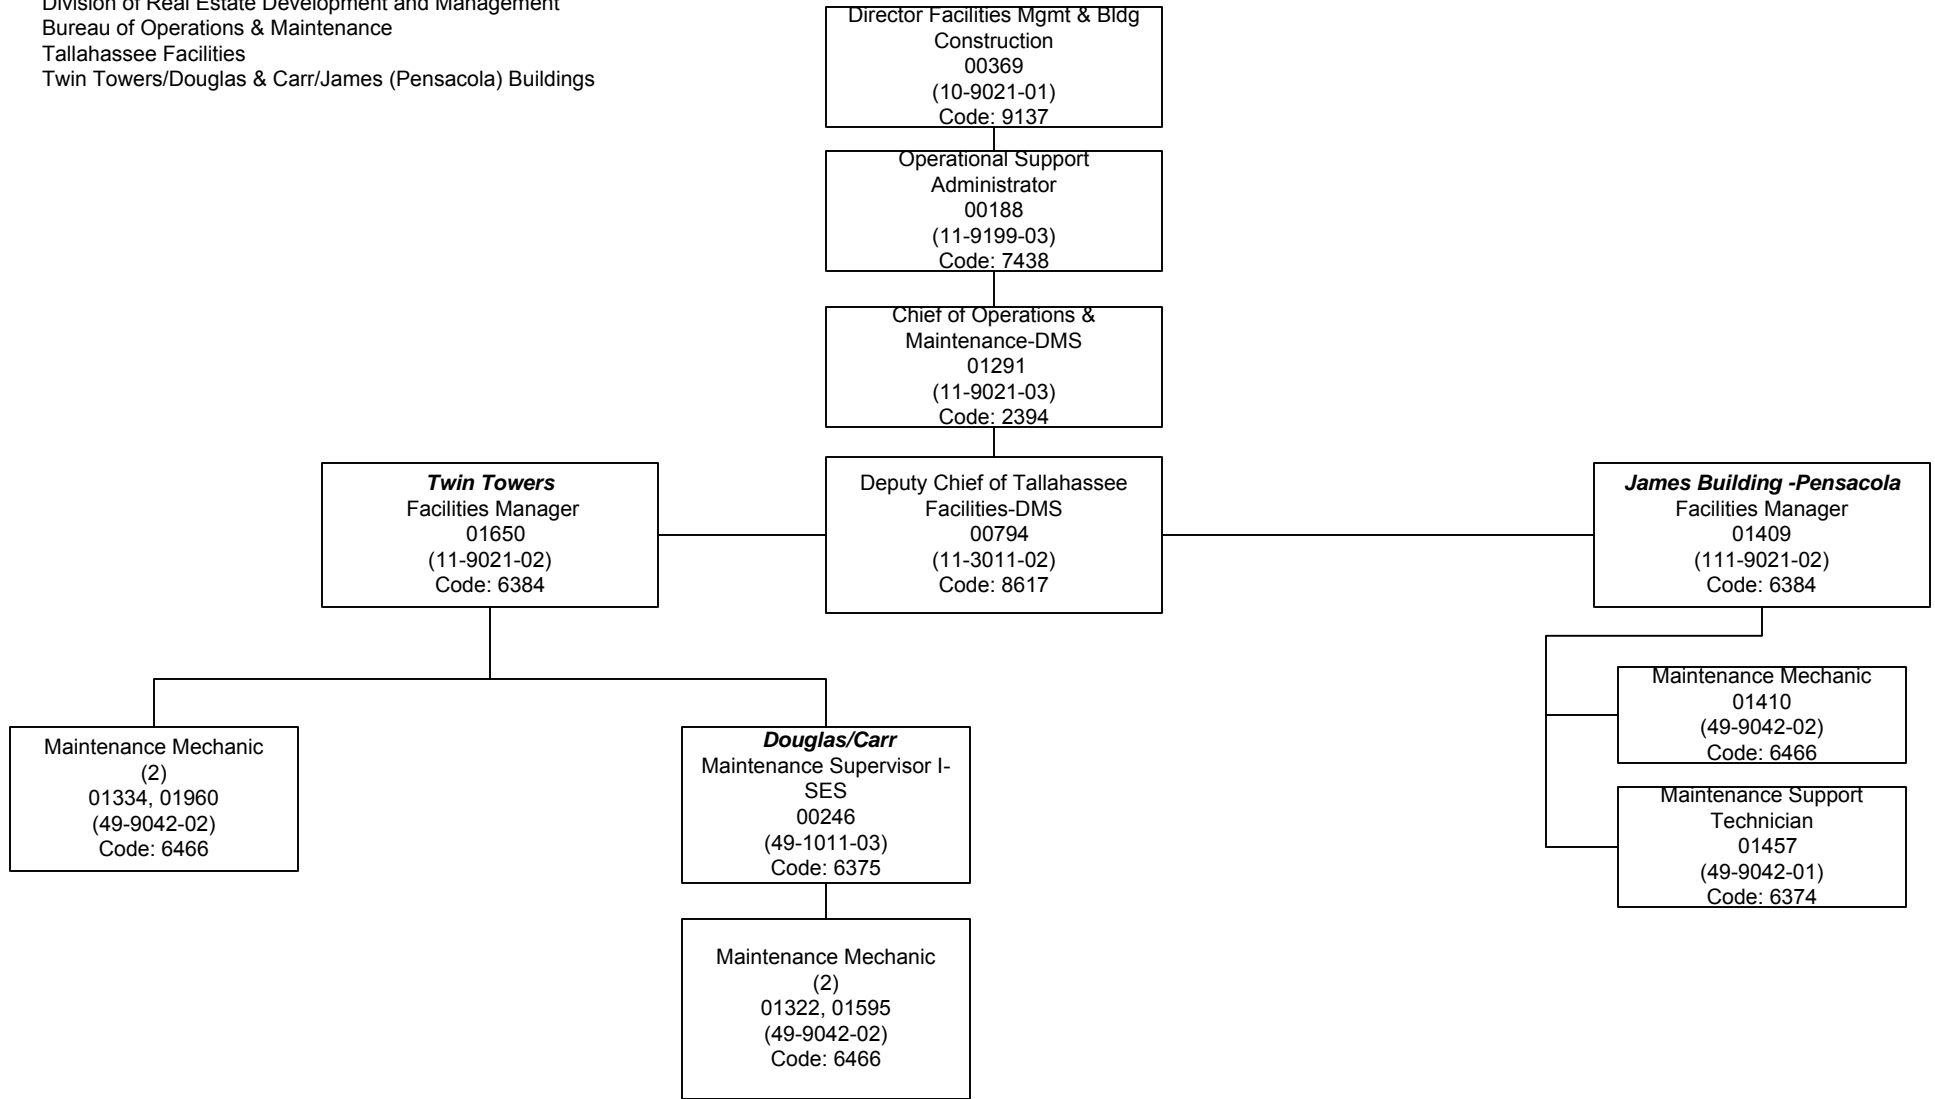 Division of Real Estate Development and Management
Bureau of Operations & Maintenance
Tallahassee Facilities
Twin Towers/Douglas & Carr/James (Pensacola) Buildings
Director Facilities Mgmt & Bldg
Construction
00369
(10-9021-01)
Code: 9137
Operational Support
Administrator
00188
(11-9199-03)
Code: 7438
Chief of Operations &
Maintenance-DMS
01291
(11-9021-03)
Code: 2394
Twin Towers
Facilities Manager
01650
(11-9021-02)
Code: 6384
Deputy Chief of Tallahassee
Facilities-DMS
00794
(11-3011-02)
Code: 8617
James Building -Pensacola
Facilities Manager
01409
(111-9021-02)
Code: 6384
Maintenance Mechanic
(2)
01334, 01960
(49-9042-02)
Code: 6466
Douglas/Carr
Maintenance Supervisor I-
SES
00246
(49-1011-03)
Code: 6375
Maintenance Mechanic
(2)
01322, 01595
(49-9042-02)
Code: 6466
Maintenance Mechanic
01410
(49-9042-02)
Code: 6466
Maintenance Support
Technician
01457
(49-9042-01)
Code: 6374